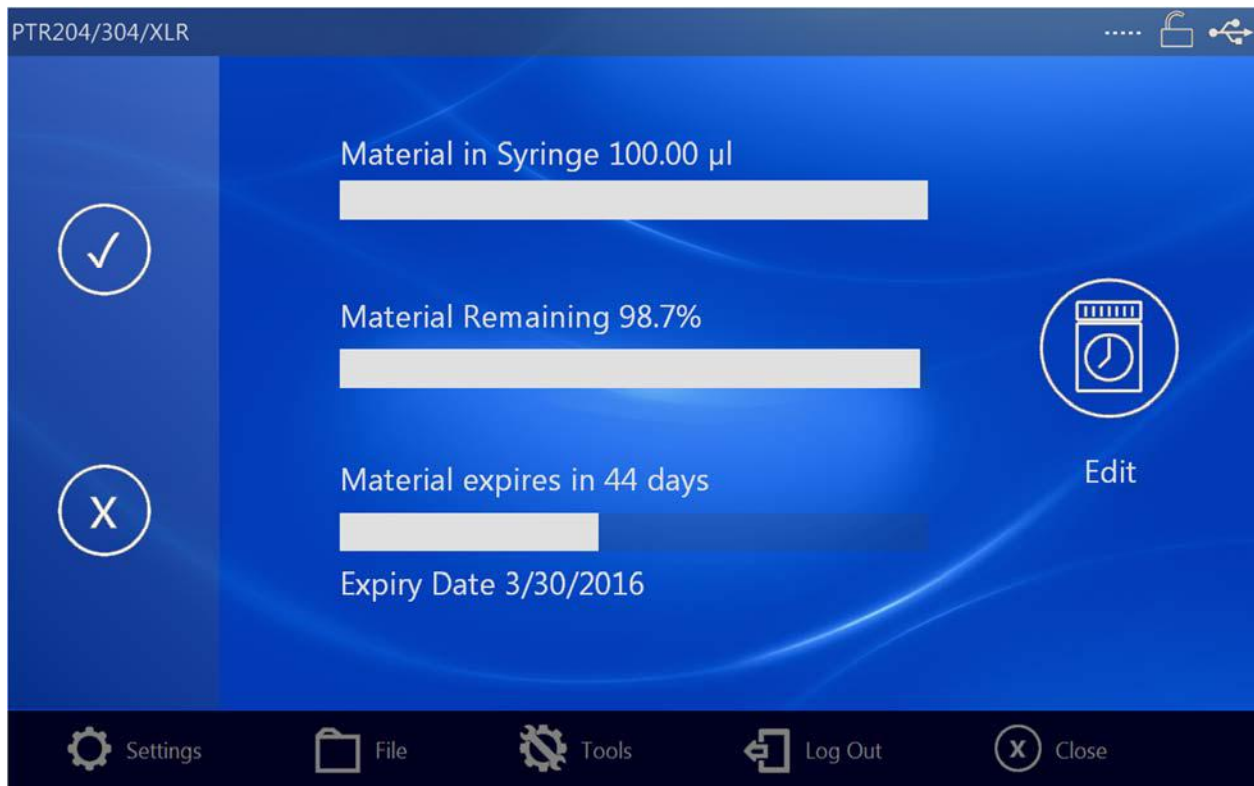 PTR204/304/XLR
Material in Syringe 100.00 µl
Material Remaining 98.7%
Material expires in 44 days
Expiry Date 3/30/2016
Edit
X
Settings
File
Tools
Log Out
X
Close